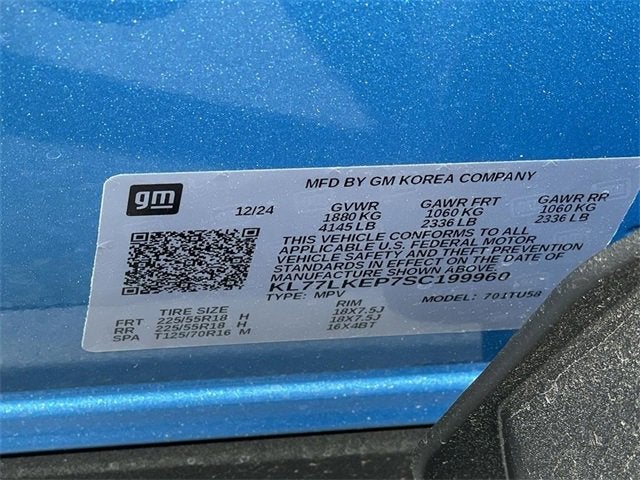 MFD BY GM KOREA COMPANY
gm
12/24
GVWR GAWR FRT GAWR RR
1880 KG 1060 KG 1060 KG
4145 LB 2336 LB 2336 LB
THIS VEHICLE CONFORMS TO ALL
APPLICABLE U.S. FEDERAL MOTOR
VEHICLE SAFETY AND THEFT PREVENTION
STANDARDS IN EFFECT ON THE DATE OF
MANUFACTURE SHOWN ABOVE.
KL77LKEP7SC199960
TYPE: MPV MODEL: 701TU58
TIRE SIZE RIM
FRT 225/55R18 H 18X7.5J
RR 225/55R18 H 18X7.5J
SPA T125/70R16 M 16X4BT